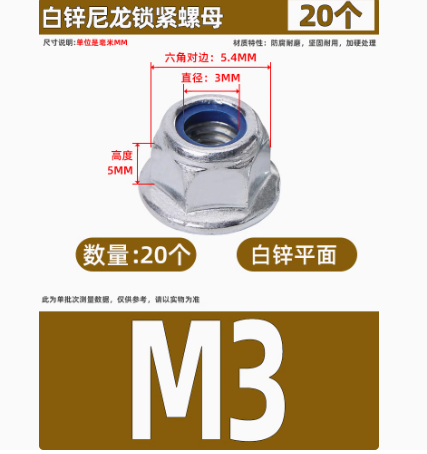 白锌尼龙锁紧螺母 20个
尺寸说明:单位是毫米MM 材质特性：防腐耐磨，坚固耐用，加硬处理
六角对边：5.4MM
直径：3MM
高度
5MM
数量:20个 白锌平面
此为单批次测量数据，仅供参考，请以实物为准
M3